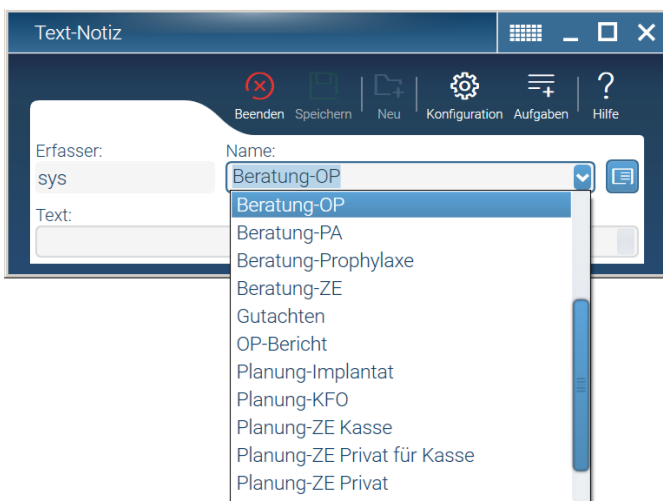 Text-Notiz
Beenden Speichern Neu Konfiguration Aufgaben Hilfe
Erfasser: Name:
sys Beratung-OP
Text:
Beratung-OP
Beratung-PA
Beratung-Prophylaxe
Beratung-ZE
Gutachten
OP-Bericht
Planung-Implantat
Planung-KFO
Planung-ZE Kasse
Planung-ZE Privat für Kasse
Planung-ZE Privat